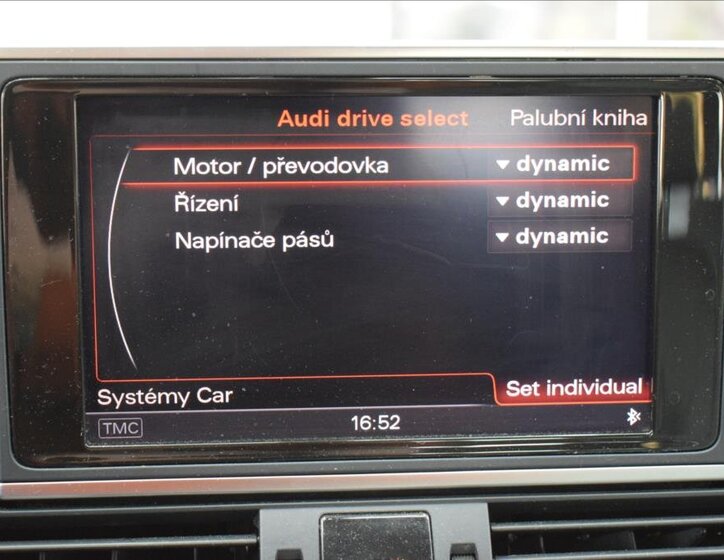 Audi drive select Palubní kniha
Motor / převodovka dynamic
Řízení dynamic
Napínače pásů dynamic
Systémy Car Set individual
TMC 16:52